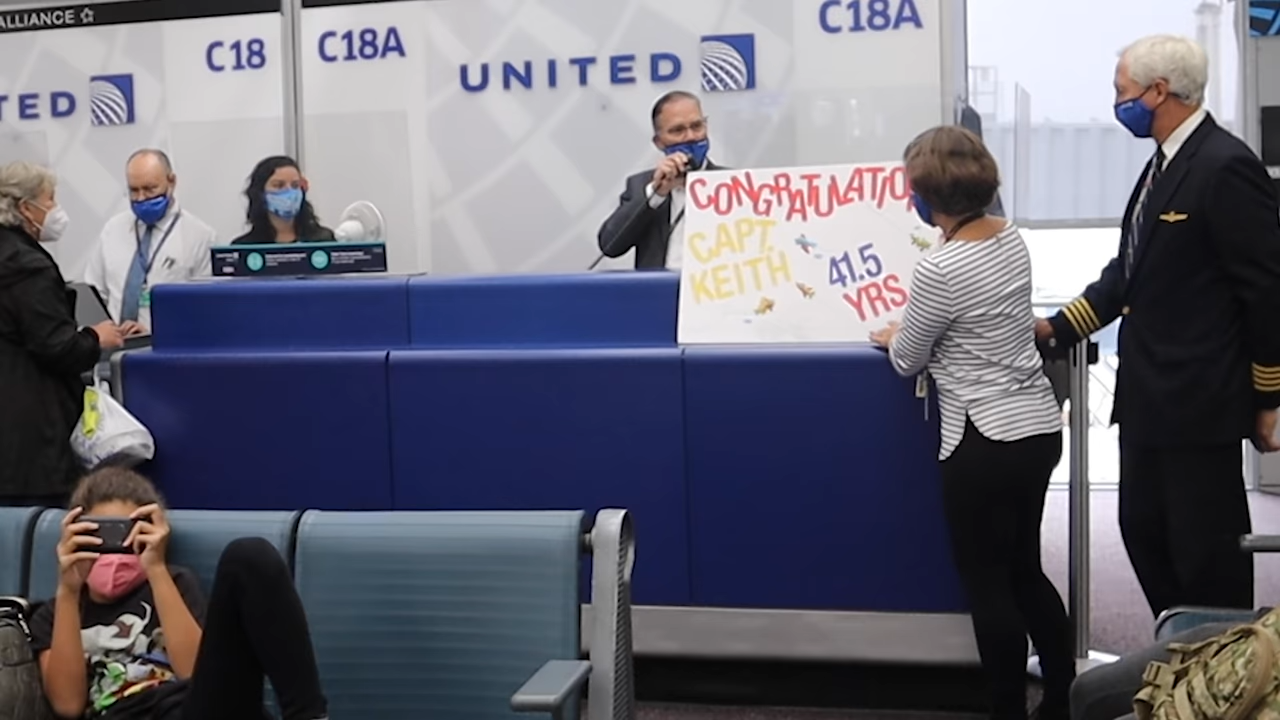 ALLIANCE
C18
C18A
C18A
TED
UNITED
CONGRATULATIO
CAPT.
KEITH
41.5
YRS